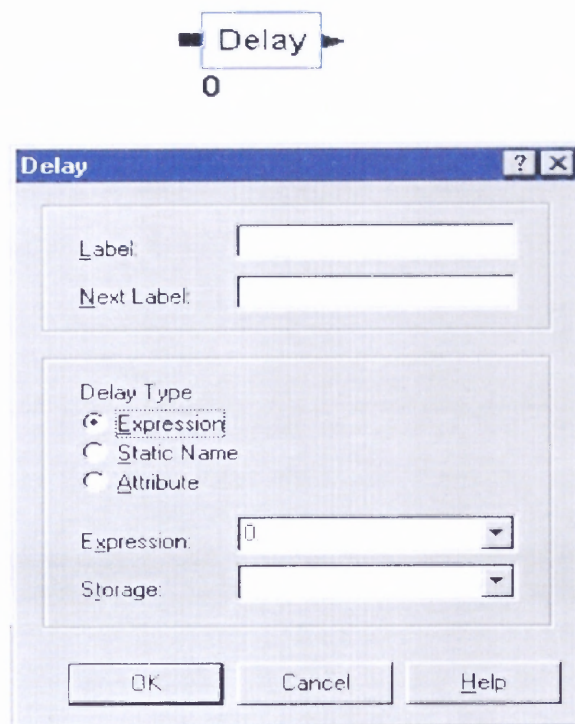 Delay
0
Delay ? X
Label:
Next Label:
Delay Type
Expression
Static Name
Attribute
Expression: 0
Storage:
OK Cancel Help